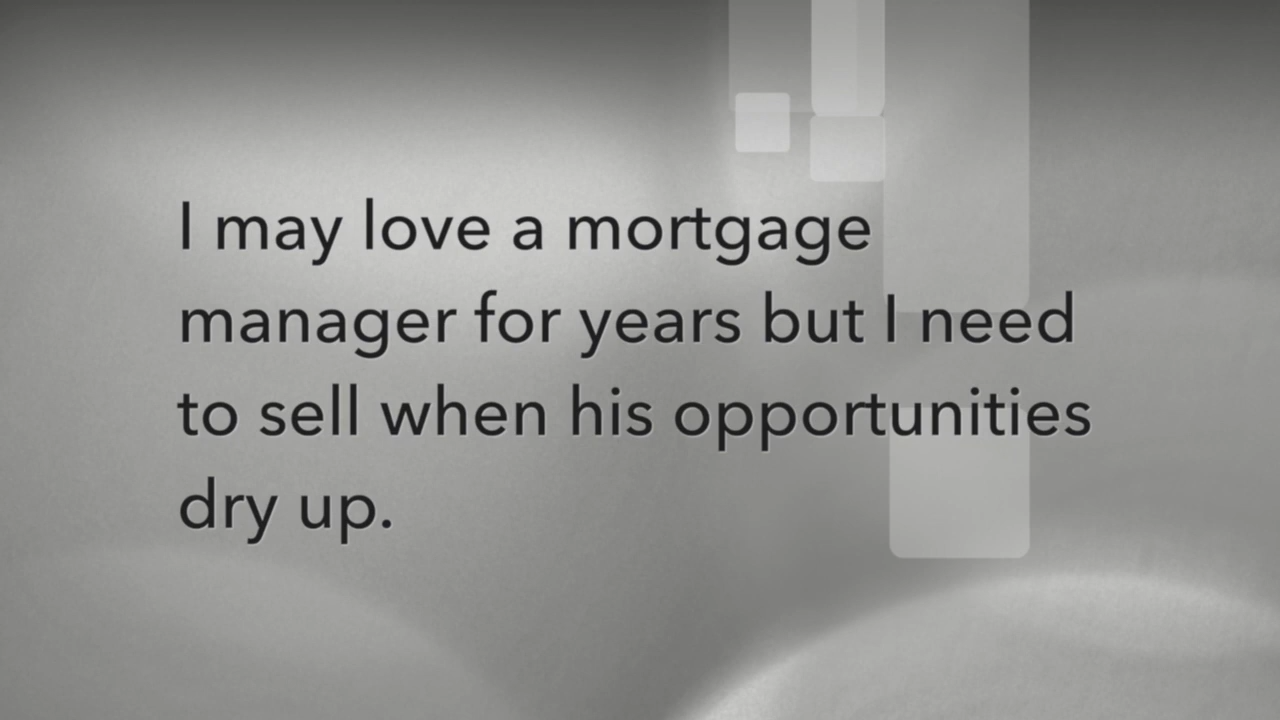 I may love a mortgage
manager for years but I need
to sell when his opportunities
dry up.